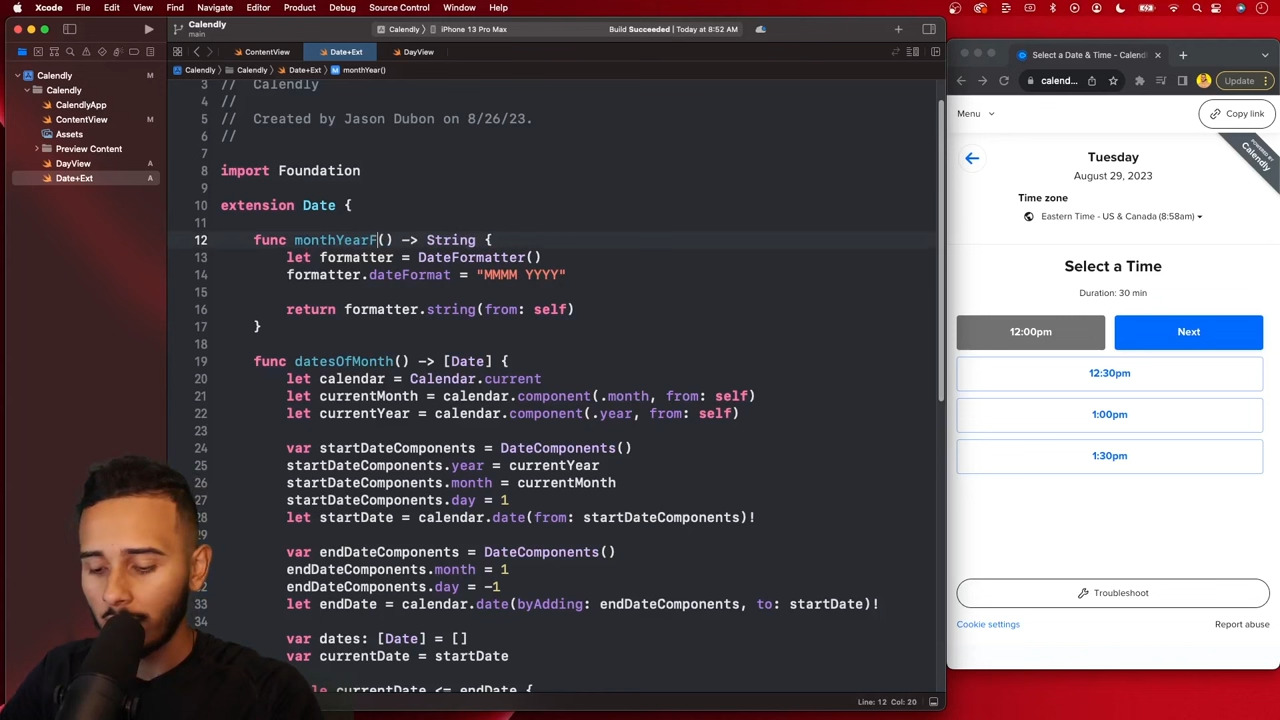 Xcode File Edit View Find Navigate Editor Product Debug Source Control Window Help
Calendly
main
Calendly
iPhone 13 Pro Max
Build Succeeded | Today at 8:52 AM
ContentView
Date+Ext
DayView
Calendly
Calendly
Date+Ext
monthYear()
Calendly M
Calendly
CalendlyApp
ContentView M
Assets
Preview Content
DayView A
Date+Ext A
3 // Calendly
4 //
5 // Created by Jason Dubon on 8/26/23.
6 //
7
8 import Foundation
9
10 extension Date {
11
12 func monthYearF() -> String {
13 let formatter = DateFormatter()
14 formatter.dateFormat = "MMMM YYYY"
15
16 return formatter.string(from: self)
17 }
18
19 func datesOfMonth() -> [Date] {
20 let calendar = Calendar.current
21 let currentMonth = calendar.component(.month, from: self)
22 let currentYear = calendar.component(.year, from: self)
23
24 var startDateComponents = DateComponents()
25 startDateComponents.year = currentYear
26 startDateComponents.month = currentMonth
27 startDateComponents.day = 1
28 let startDate = calendar.date(from: startDateComponents)!
29
var endDateComponents = DateComponents()
endDateComponents.month = 1
2 endDateComponents.day = -1
33 let endDate = calendar.date(byAdding: endDateComponents, to: startDate)!
34
var dates: [Date] = []
var currentDate = startDate
currentDate <= endDate {
Line: 12 Col: 20
Select a Date & Time - Calendl
calend...
Update
Menu
Copy link
POWERED BY
Calendly
Tuesday
August 29, 2023
Time zone
Eastern Time - US & Canada (8:58am)
Select a Time
Duration: 30 min
12:00pm
Next
12:30pm
1:00pm
1:30pm
Troubleshoot
Cookie settings
Report abuse